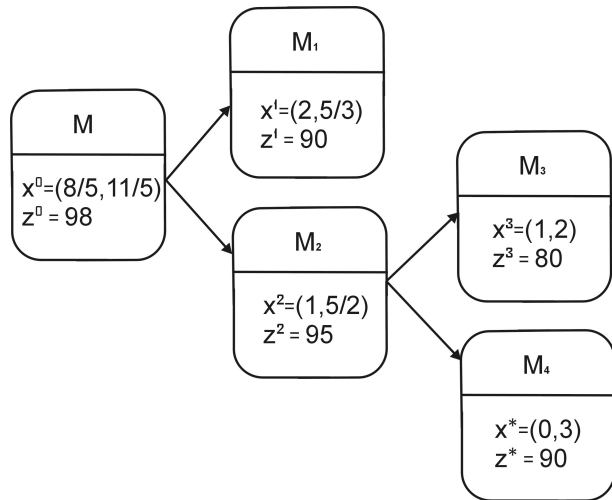 M
x⁰=(8/5,11/5)
z⁰ = 98
M₁
x¹=(2,5/3)
z¹ = 90
M₂
x²=(1,5/2)
z² = 95
M₃
x³=(1,2)
z³ = 80
M₄
x*=(0,3)
z* = 90